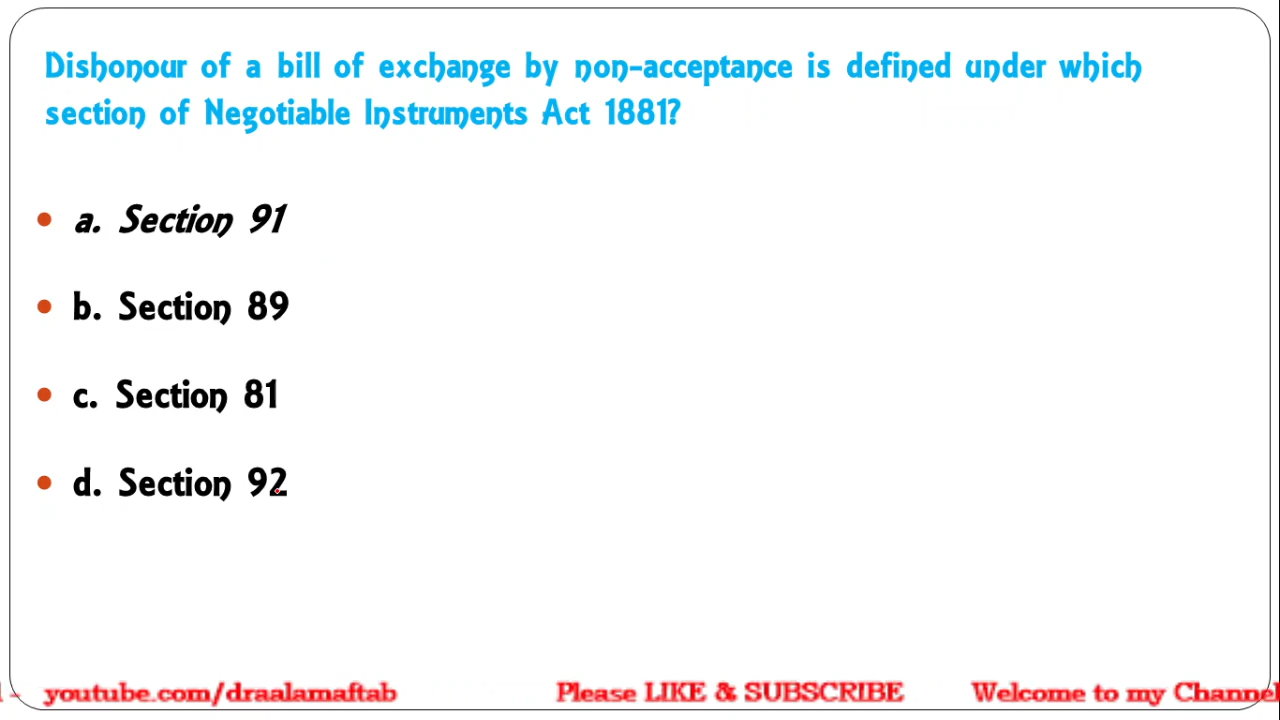 Dishonour of a bill of exchange by non-acceptance is defined under which
section of Negotiable Instruments Act 1881?
• a. Section 91
• b. Section 89
• c. Section 81
• d. Section 92
- youtube.com/draalamaftab Please LIKE & SUBSCRIBE Welcome to my Channel